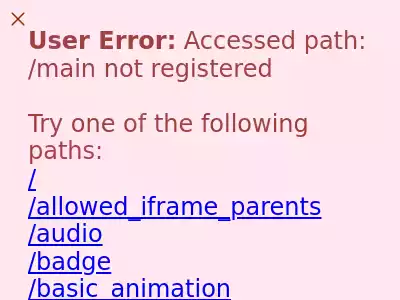 User Error: Accessed path:
/main not registered
Try one of the following
paths:
/
/allowed_iframe_parents
/audio
/badge
/basic_animation